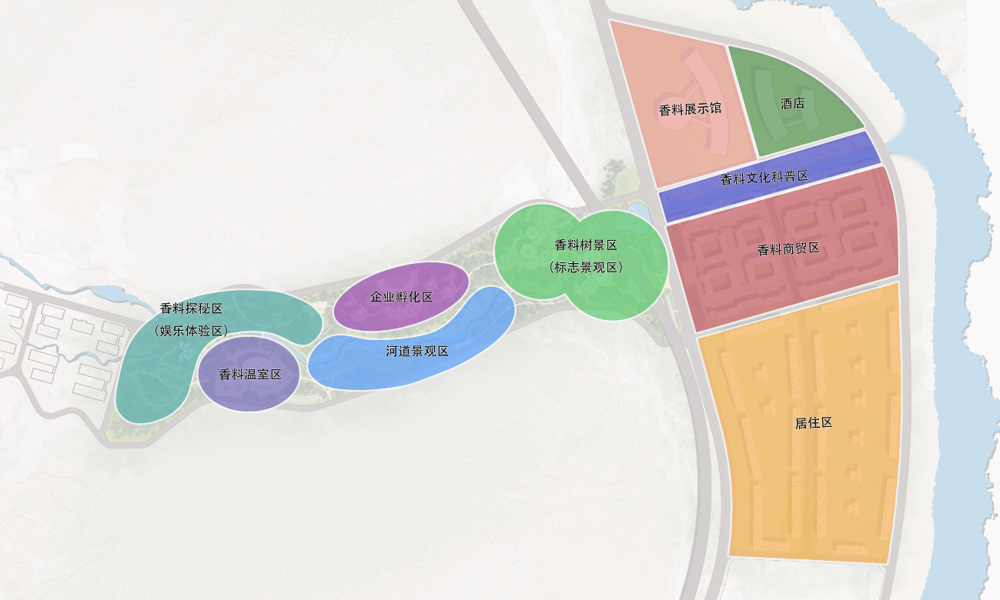 香料展示馆
酒店
香料文化科普区
香料商贸区
香料树景区
（标志景观区）
企业孵化区
香料探秘区
（娱乐体验区）
河道景观区
香料温室区
居住区